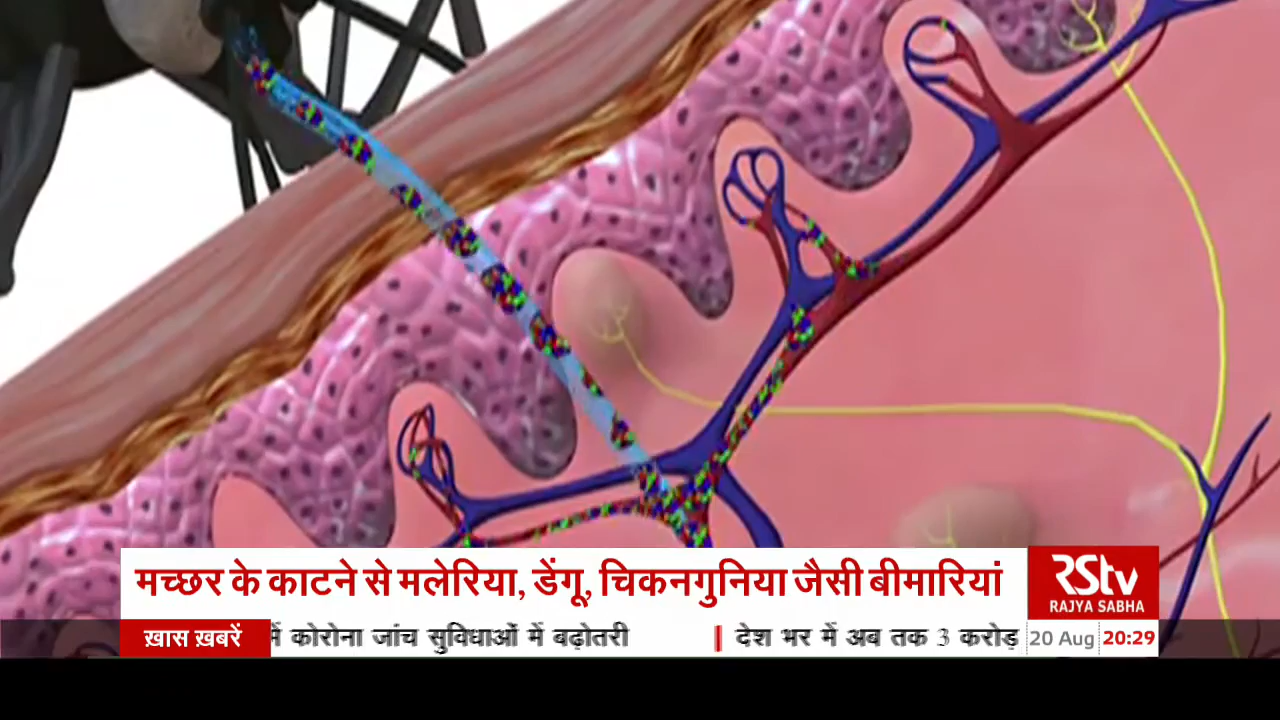 मच्छर के काटने से मलेरिया, डेंगू, चिकनगुनिया जैसी बीमारियां
RStv
RAJYA SABHA
ख़ास ख़बरें में कोरोना जांच सुविधाओं में बढ़ोतरी | देश भर में अब तक 3 करोड़ 20 Aug 20:29